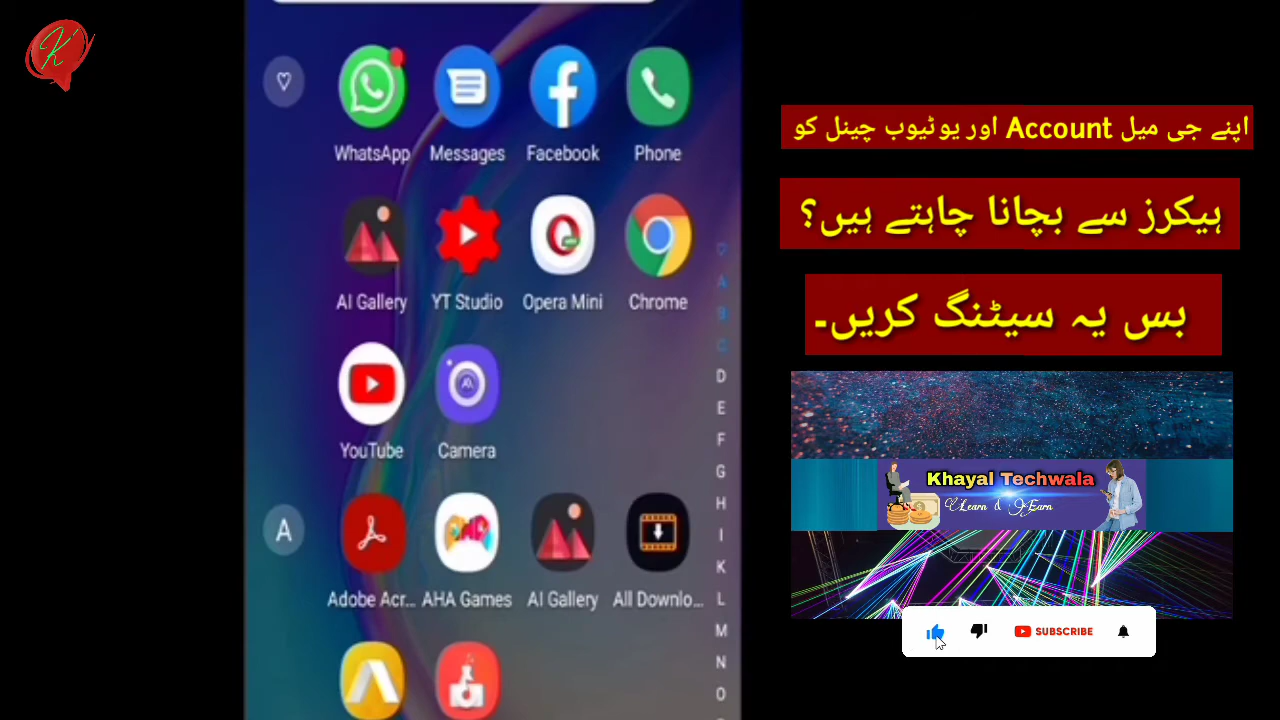 K
WhatsApp Messages Facebook Phone
AI Gallery YT Studio Opera Mini Chrome
YouTube Camera
A
Adobe Acr... AHA Games AI Gallery All Downlo...
A
B
C
D
E
F
G
H
I
K
L
M
N
O
اپنے جی میل Account اور یوٹیوب چینل کو
ہیکرز سے بچانا چاہتے ہیں؟
بس یہ سیٹنگ کریں۔
Khayal Techwala
Learn & Earn
SUBSCRIBE